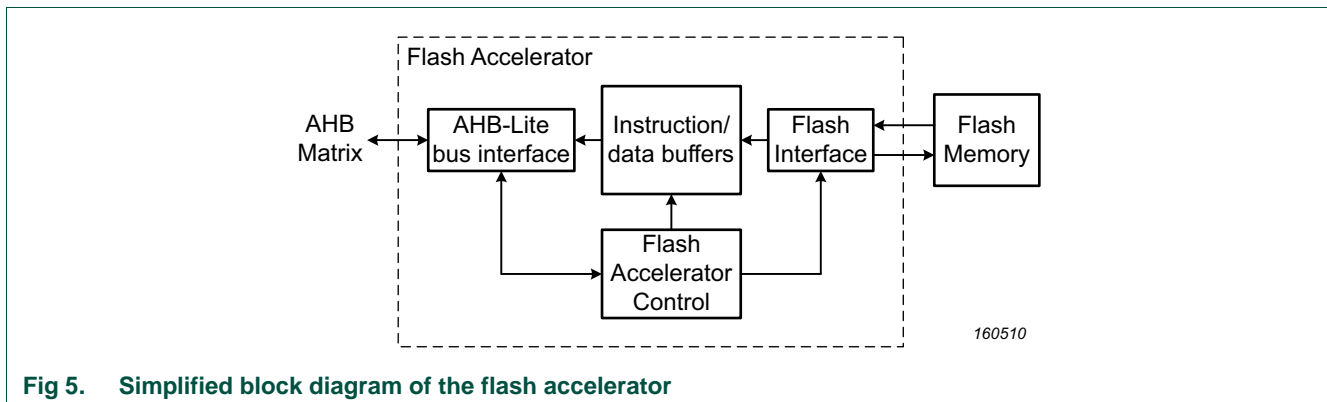 Flash Accelerator
AHB
Matrix
AHB-Lite
bus interface
Instruction/
data buffers
Flash
Interface
Flash
Memory
Flash
Accelerator
Control
160510
Fig 5. Simplified block diagram of the flash accelerator